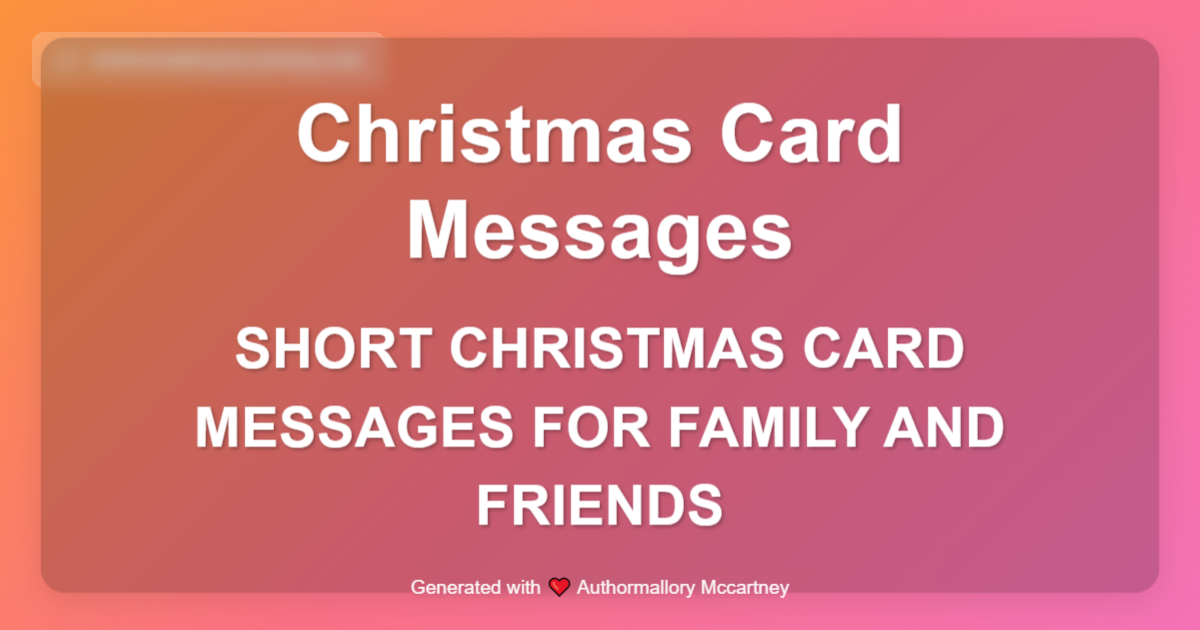 Christmas Card
Messages
SHORT CHRISTMAS CARD
MESSAGES FOR FAMILY AND
FRIENDS
Generated with ❤️ Authormallory Mccartney